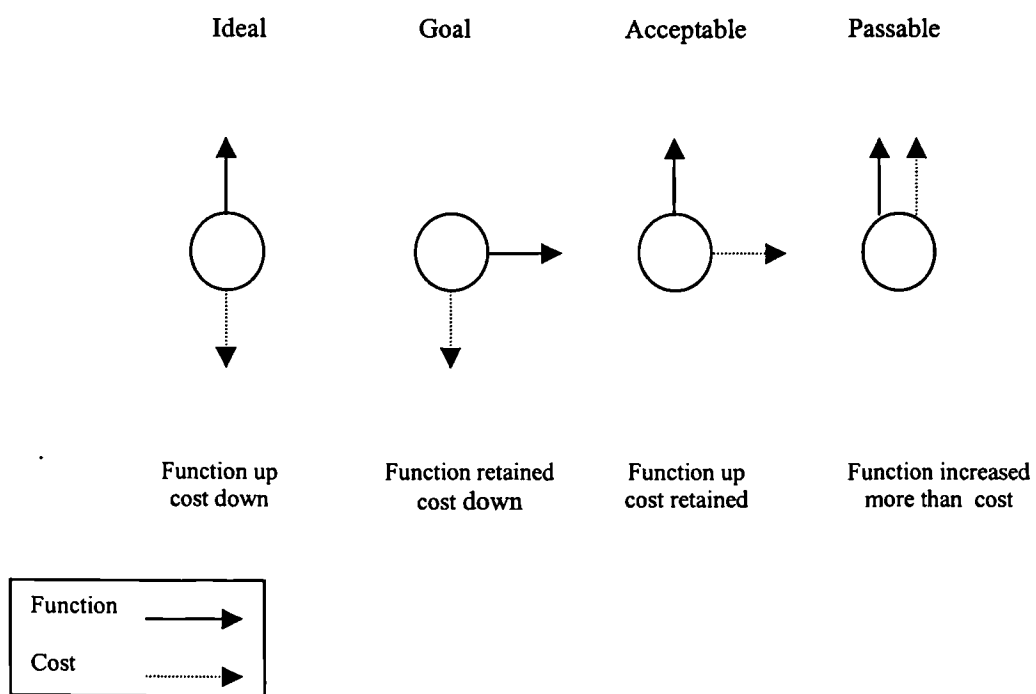 Ideal Goal Acceptable Passable
Function up
cost down
Function retained
cost down
Function up
cost retained
Function increased
more than cost
Function
Cost